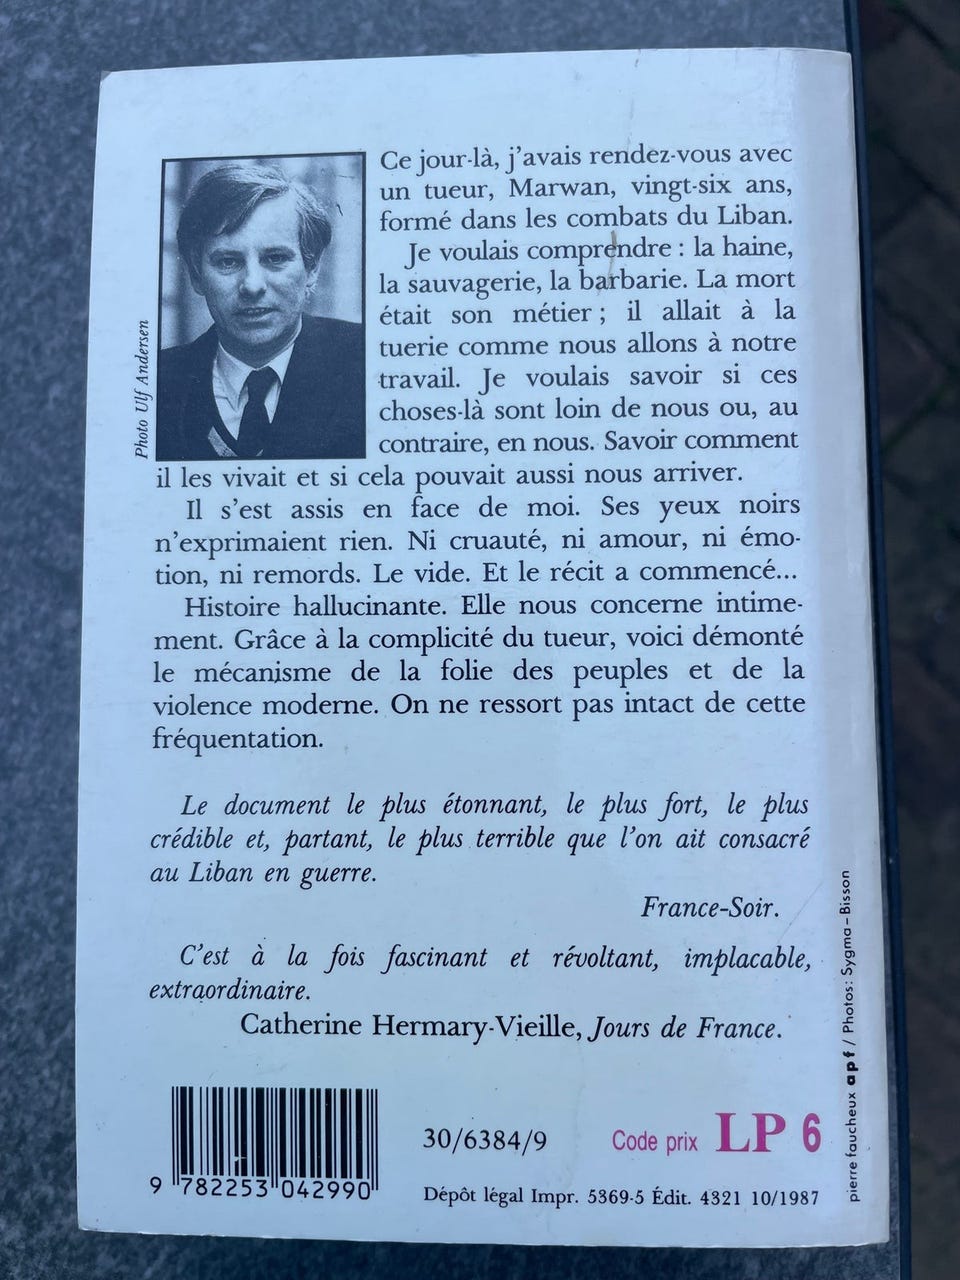 Ce jour-là, j'avais rendez-vous avec
un tueur, Marwan, vingt-six ans,
formé dans les combats du Liban.
Je voulais comprendre : la haine,
la sauvagerie, la barbarie. La mort
était son métier ; il allait à la
tuerie comme nous allons à notre
travail. Je voulais savoir si ces
choses-là sont loin de nous ou, au
contraire, en nous. Savoir comment
il les vivait et si cela pouvait aussi nous arriver.
Il s'est assis en face de moi. Ses yeux noirs
n'exprimaient rien. Ni cruauté, ni amour, ni émo-
tion, ni remords. Le vide. Et le récit a commencé...
Histoire hallucinante. Elle nous concerne intime-
ment. Grâce à la complicité du tueur, voici démonté
le mécanisme de la folie des peuples et de la
violence moderne. On ne ressort pas intact de cette
fréquentation.
Photo Ulf Andersen
Le document le plus étonnant, le plus fort, le plus
crédible et, partant, le plus terrible que l'on ait consacré
au Liban en guerre.
France-Soir.
C'est à la fois fascinant et révoltant, implacable,
extraordinaire.
Catherine Hermary-Vieille, Jours de France.
pierre faucheux apf / Photos: Sygma-Bisson
9 782253 042990
30/6384/9
Code prix LP 6
Dépôt légal Impr. 5369-5 Édit. 4321 10/1987